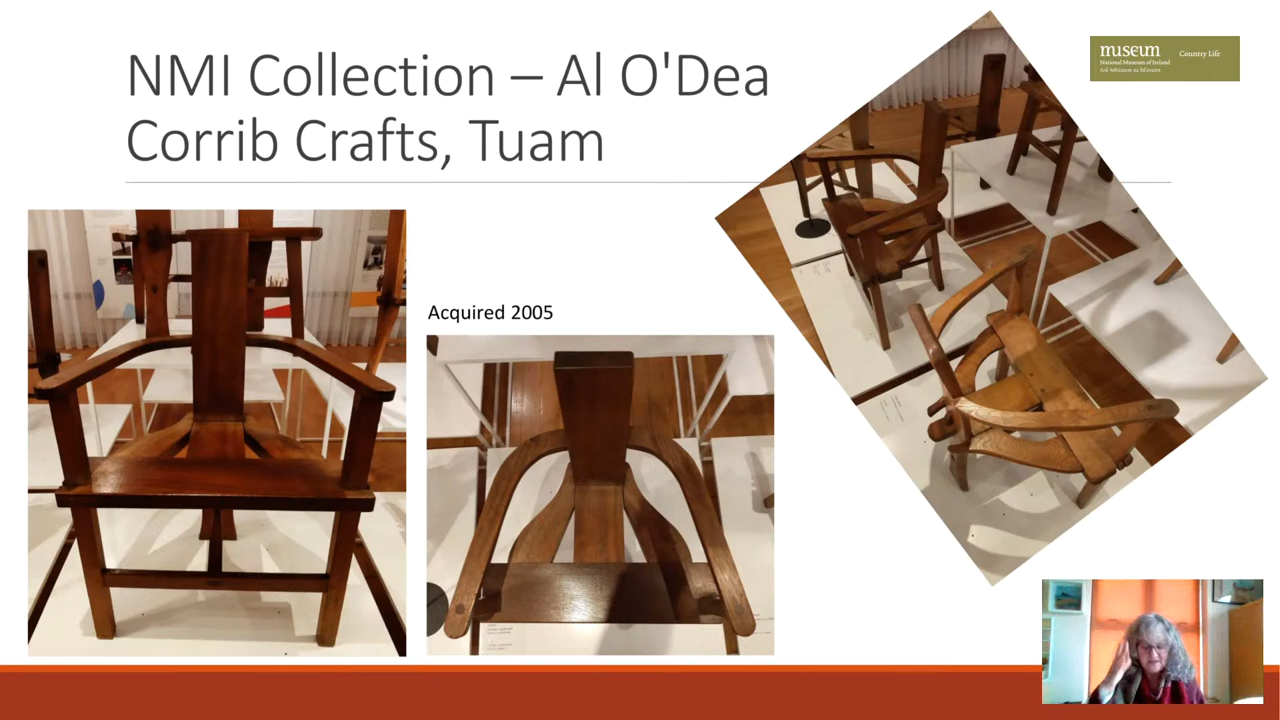 NMI Collection – Al O'Dea
Corrib Crafts, Tuam
museum
Country Life
National Museum of Ireland
Ard-Mhúsaem na hÉireann
Acquired 2005